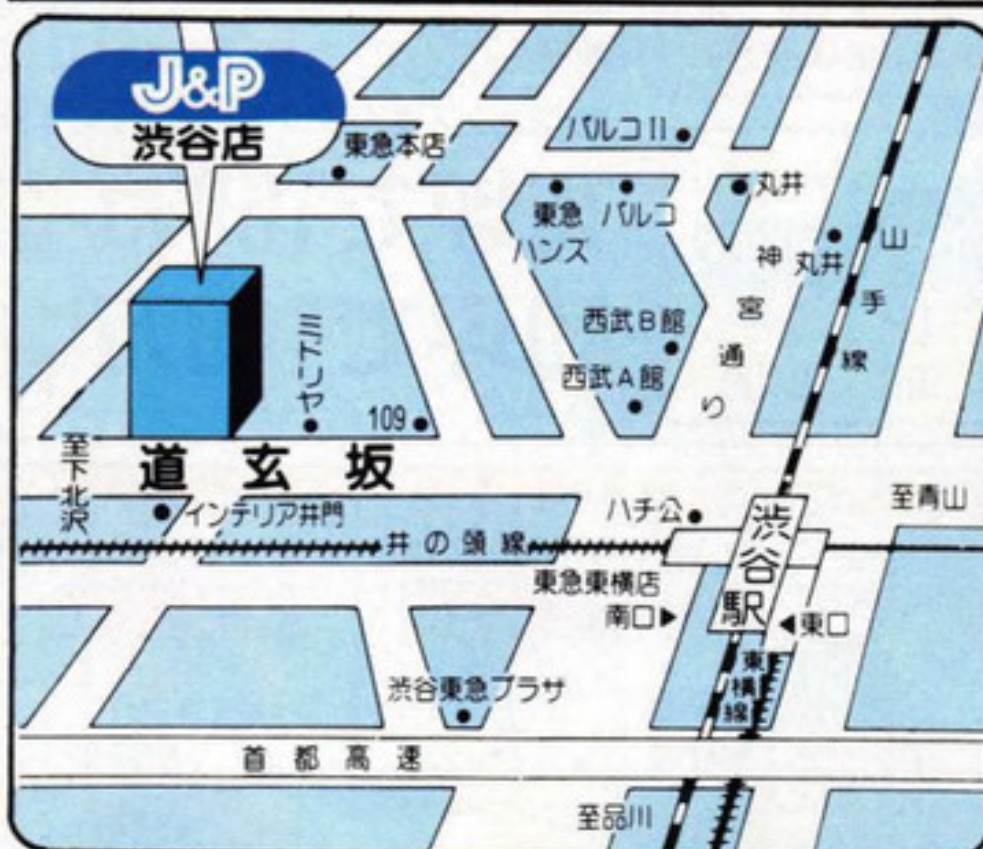 J&P
渋谷店
東急本店
パルコII
丸井
東急
ハンズ
パルコ
神宮通り
丸井
山手線
西武B館
西武A館
ミドリヤ
109
至下北沢
道玄坂
インテリア井門
ハチ公
至青山
井の頭線
渋谷駅
東急東横店
南口▶
◀東口
東横線
渋谷東急プラザ
首都高速
至品川